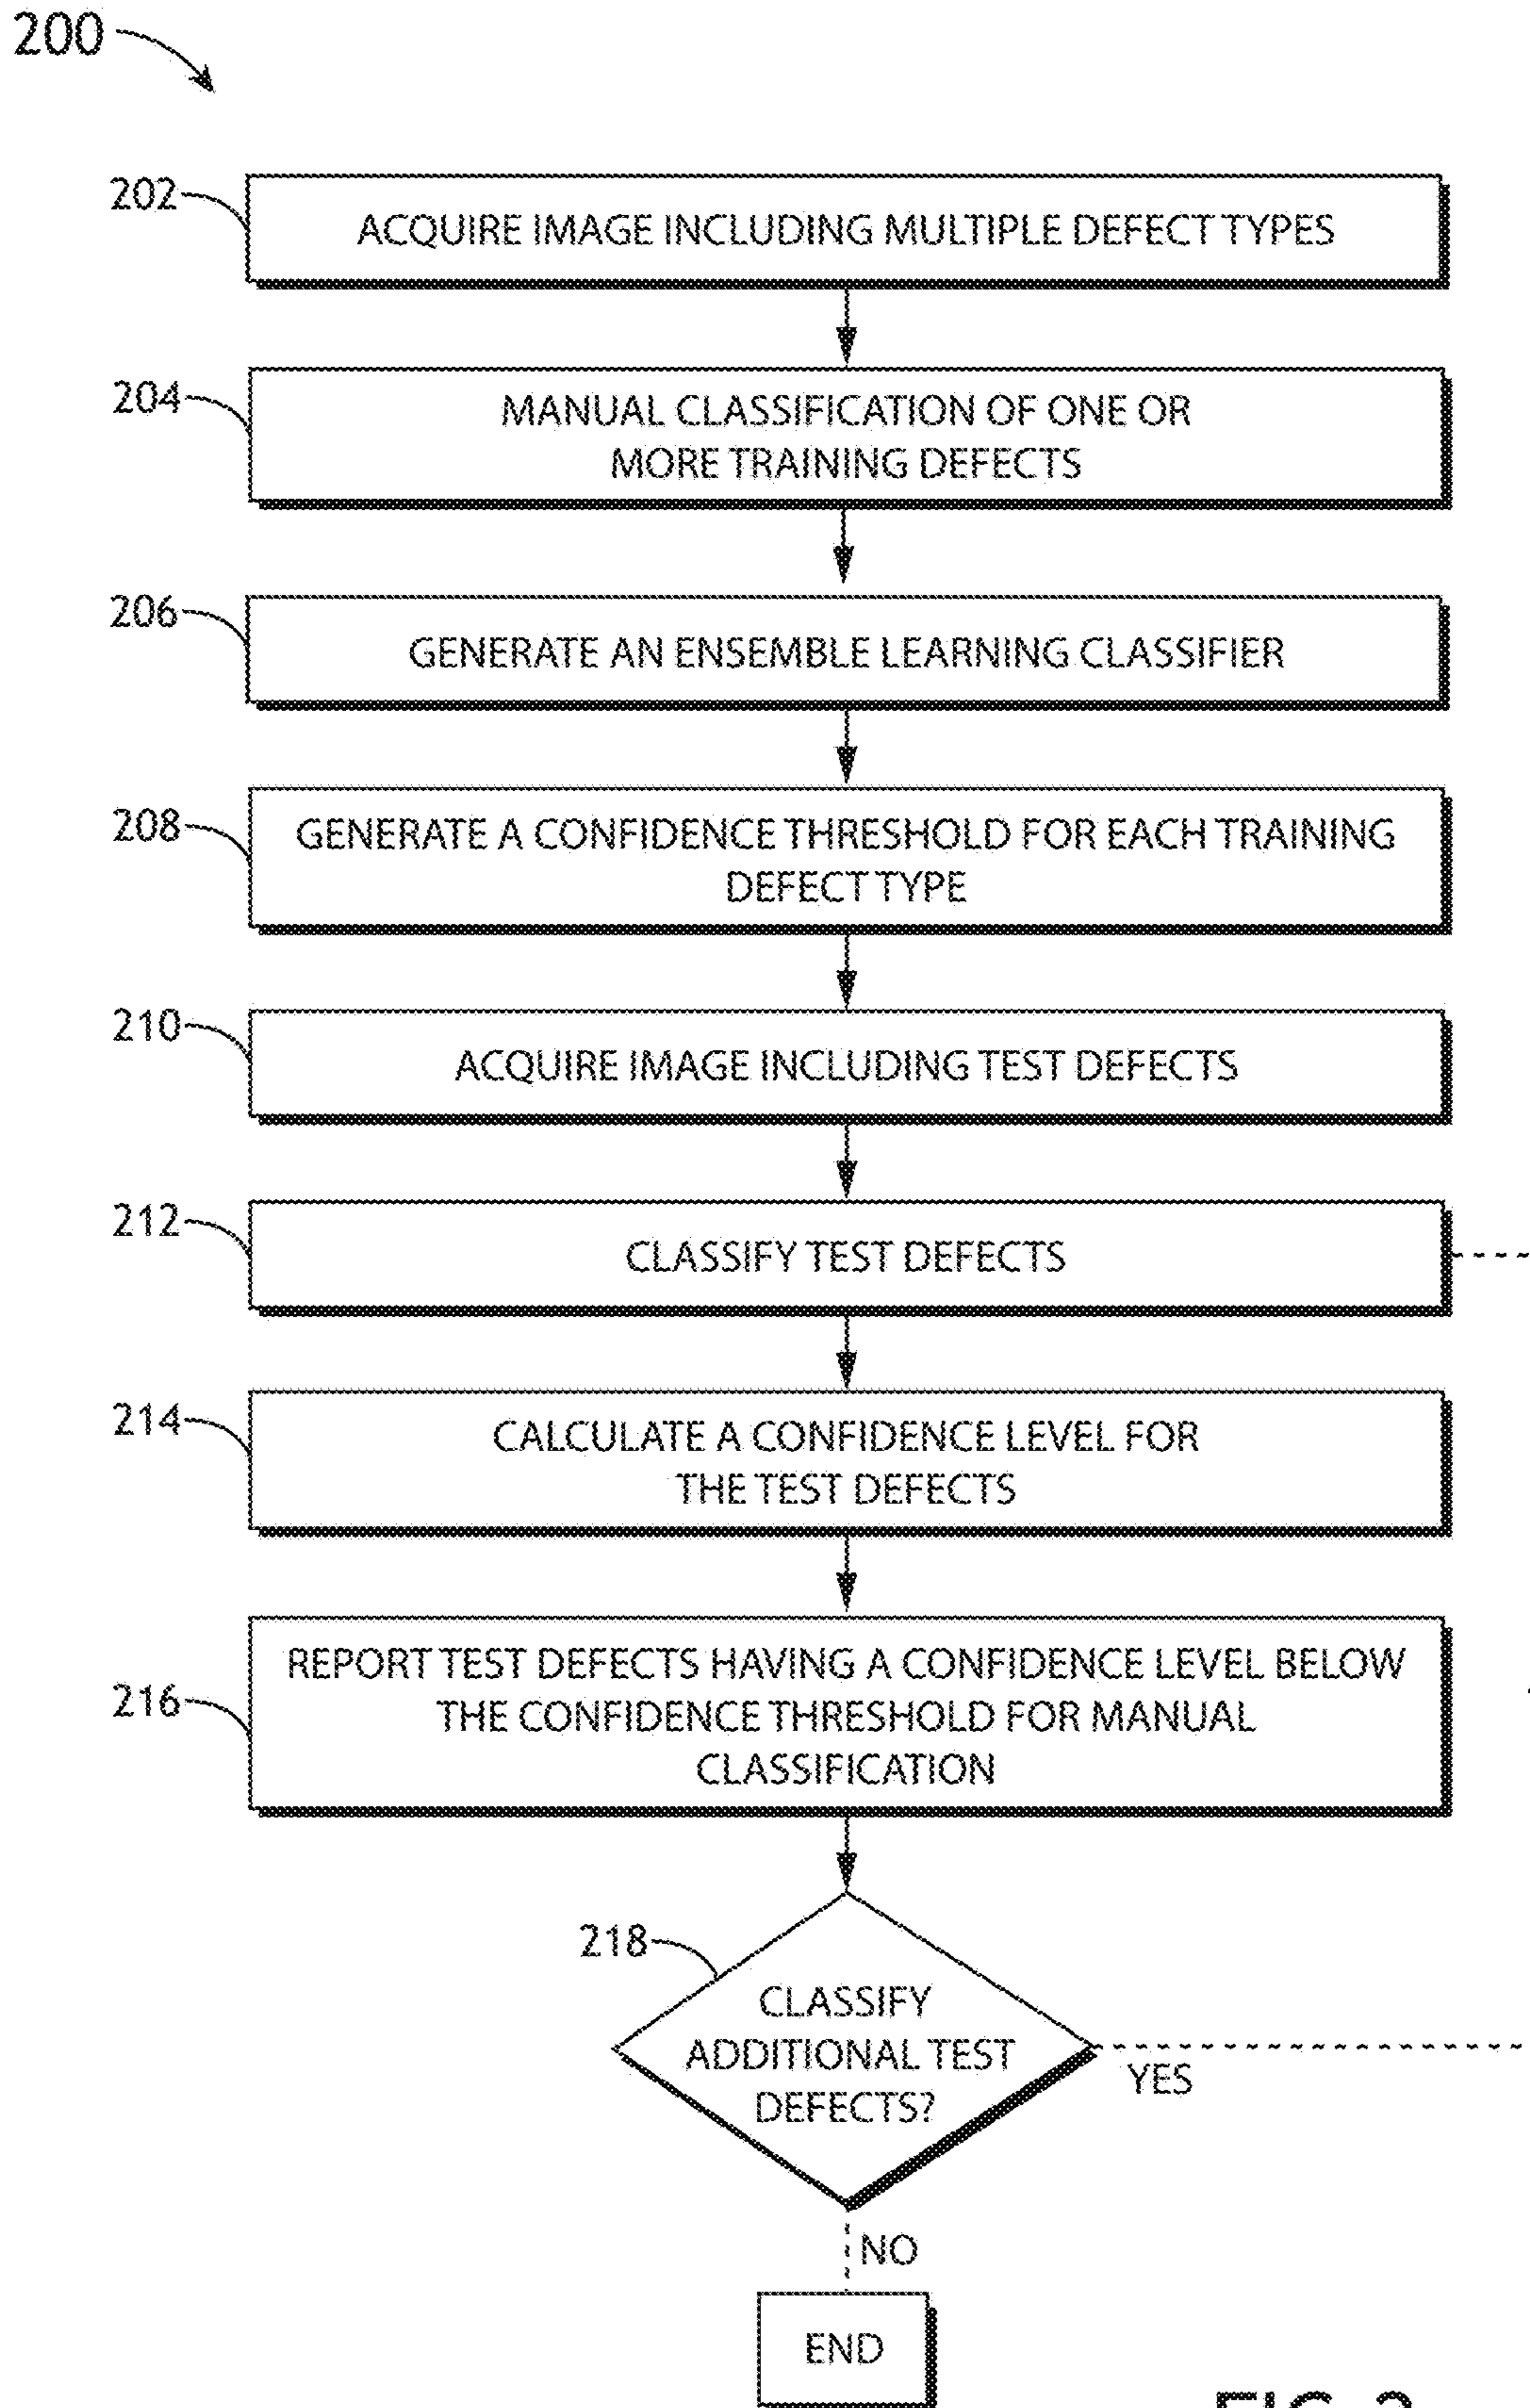 200
202
ACQUIRE IMAGE INCLUDING MULTIPLE DEFECT TYPES
204
MANUAL CLASSIFICATION OF ONE OR
MORE TRAINING DEFECTS
206
GENERATE AN ENSEMBLE LEARNING CLASSIFIER
208
GENERATE A CONFIDENCE THRESHOLD FOR EACH TRAINING
DEFECT TYPE
210
ACQUIRE IMAGE INCLUDING TEST DEFECTS
212
CLASSIFY TEST DEFECTS
214
CALCULATE A CONFIDENCE LEVEL FOR
THE TEST DEFECTS
216
REPORT TEST DEFECTS HAVING A CONFIDENCE LEVEL BELOW
THE CONFIDENCE THRESHOLD FOR MANUAL
CLASSIFICATION
218
CLASSIFY
ADDITIONAL TEST
DEFECTS?
YES
NO
END